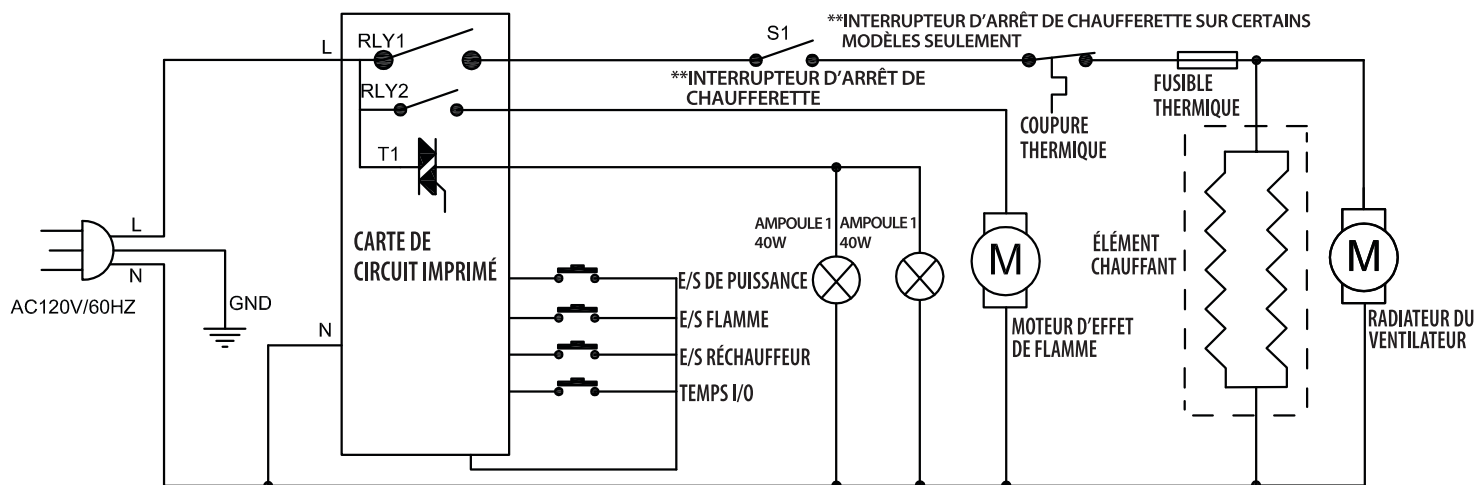 **INTERRUPTEUR D'ARRÊT DE CHAUFFERETTE SUR CERTAINS
MODÈLES SEULEMENT
S1
L
RLY1
**INTERRUPTEUR D'ARRÊT DE
CHAUFFERETTE
RLY2
FUSIBLE
THERMIQUE
COUPURE
THERMIQUE
T1
L
N
AC120V/60HZ
GND
CARTE DE
CIRCUIT IMPRIMÉ
N
AMPOULE 1
40W
AMPOULE 1
40W
M
ÉLÉMENT
CHAUFFANT
M
E/S DE PUISSANCE
E/S FLAMME
E/S RÉCHAUFFEUR
TEMPS I/O
MOTEUR D'EFFET
DE FLAMME
RADIATEUR DU
VENTILATEUR